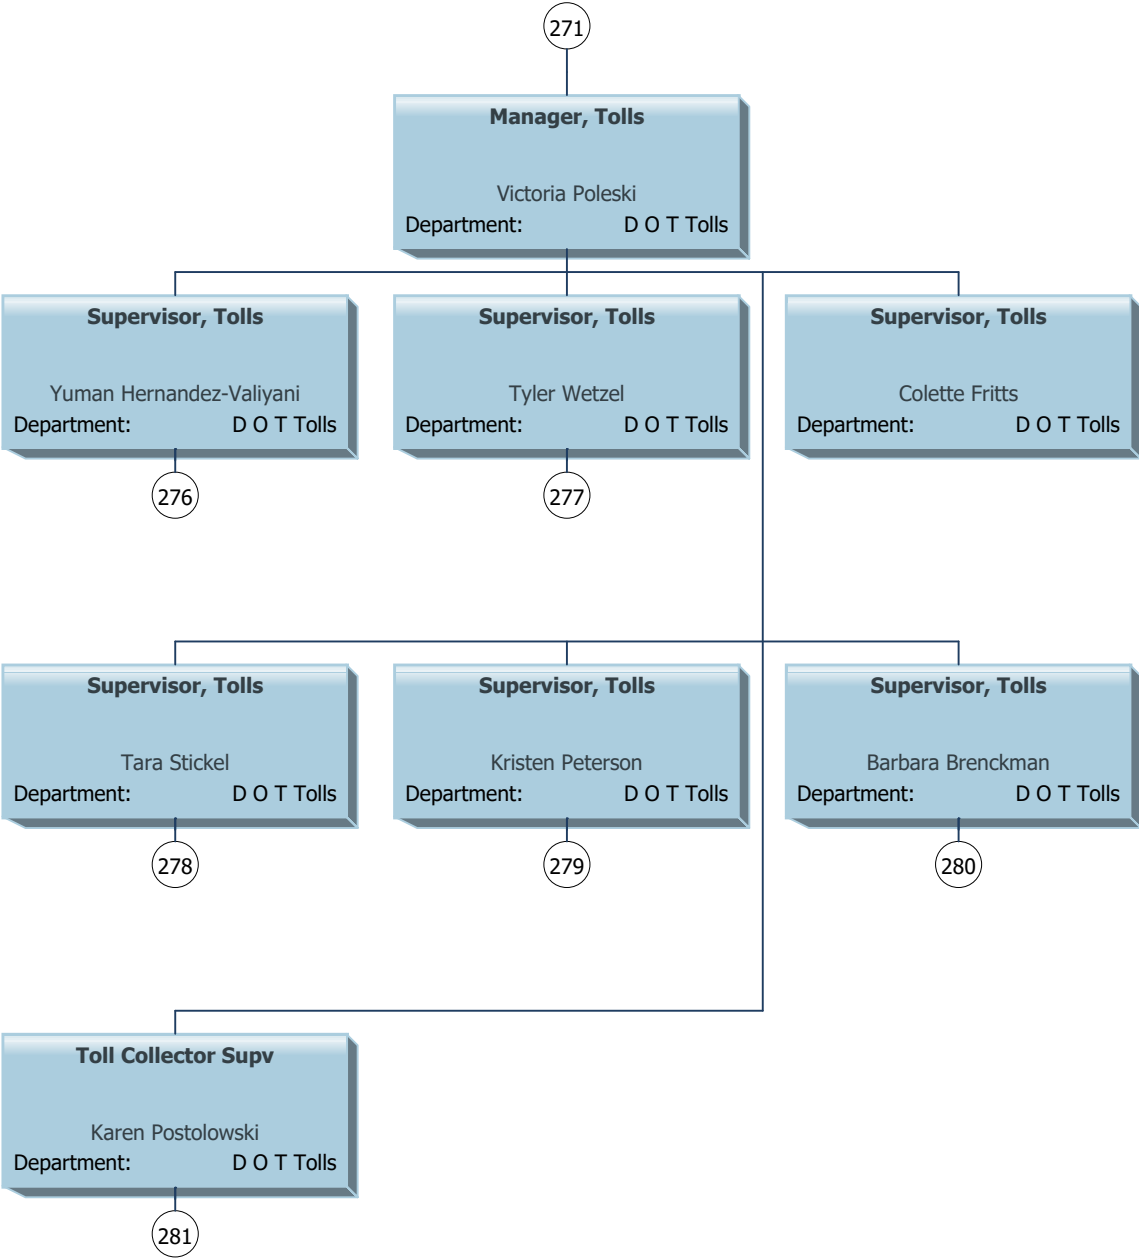 271
Manager, Tolls
Victoria Poleski
Department: D O T Tolls
Supervisor, Tolls
Yuman Hernandez-Valiyani
Department: D O T Tolls
276
Supervisor, Tolls
Tyler Wetzel
Department: D O T Tolls
277
Supervisor, Tolls
Colette Fritts
Department: D O T Tolls
Supervisor, Tolls
Tara Stickel
Department: D O T Tolls
278
Supervisor, Tolls
Kristen Peterson
Department: D O T Tolls
279
Supervisor, Tolls
Barbara Brenckman
Department: D O T Tolls
280
Toll Collector Supv
Karen Postolowski
Department: D O T Tolls
281